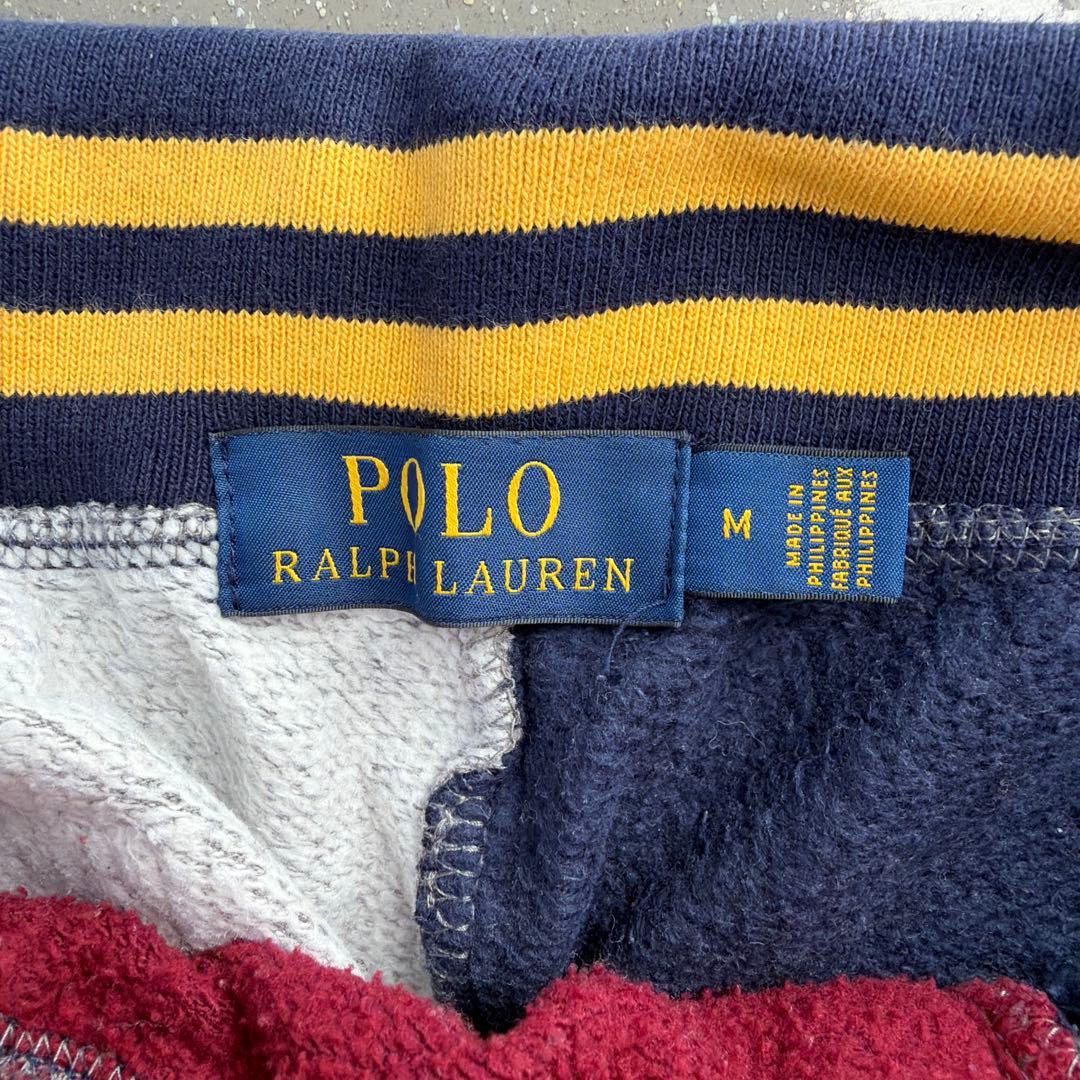 POLO
RALPH LAUREN
M
MADE IN
PHILIPPINES
FABRIQUÉ AUX
PHILIPPINES